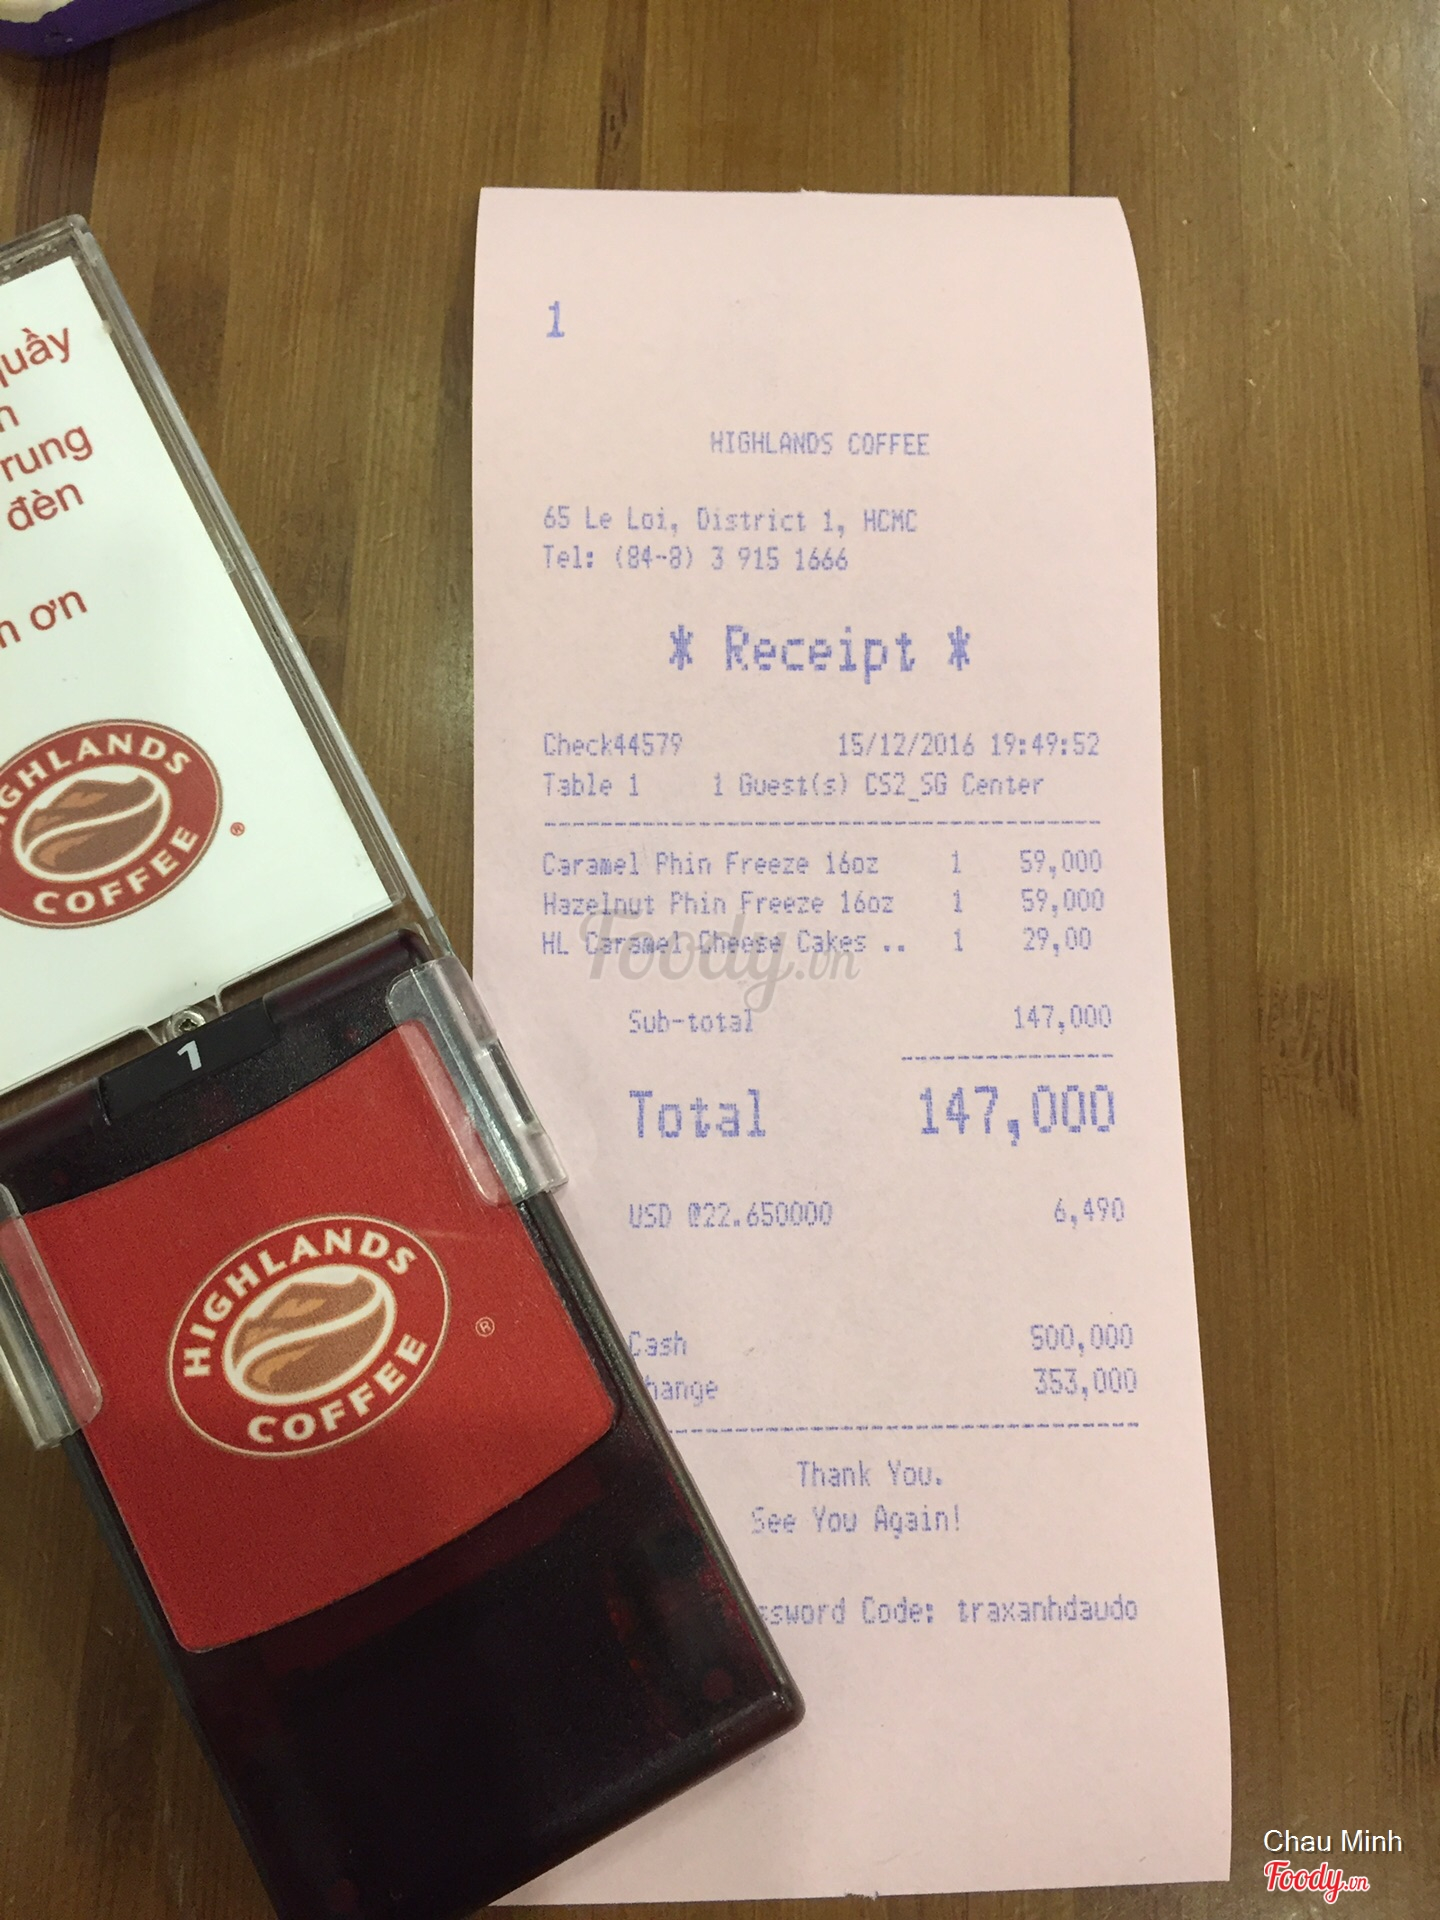 quầy
n
rung
đèn
n ơn
HIGHLANDS
COFFEE
®
1
HIGHLANDS
COFFEE
®
1
HIGHLANDS COFFEE
65 Le Loi, District 1, HCMC
Tel: (84-8) 3 915 1666
* Receipt *
Check44579 15/12/2016 19:49:52
Table 1 1 Guest(s) CS2_SG Center
Caramel Phin Freeze 16oz 1 59,000
Hazelnut Phin Freeze 16oz 1 59,000
HL Caramel Cheese Cakes .. 1 29,00
Foody.vn
Sub-total 147,000
Total 147,000
USD @22.650000 6,490
Cash 500,000
hange 353,000
Thank You.
See You Again!
ssword Code: traxanhdaudo
Chau Minh
Foody.vn